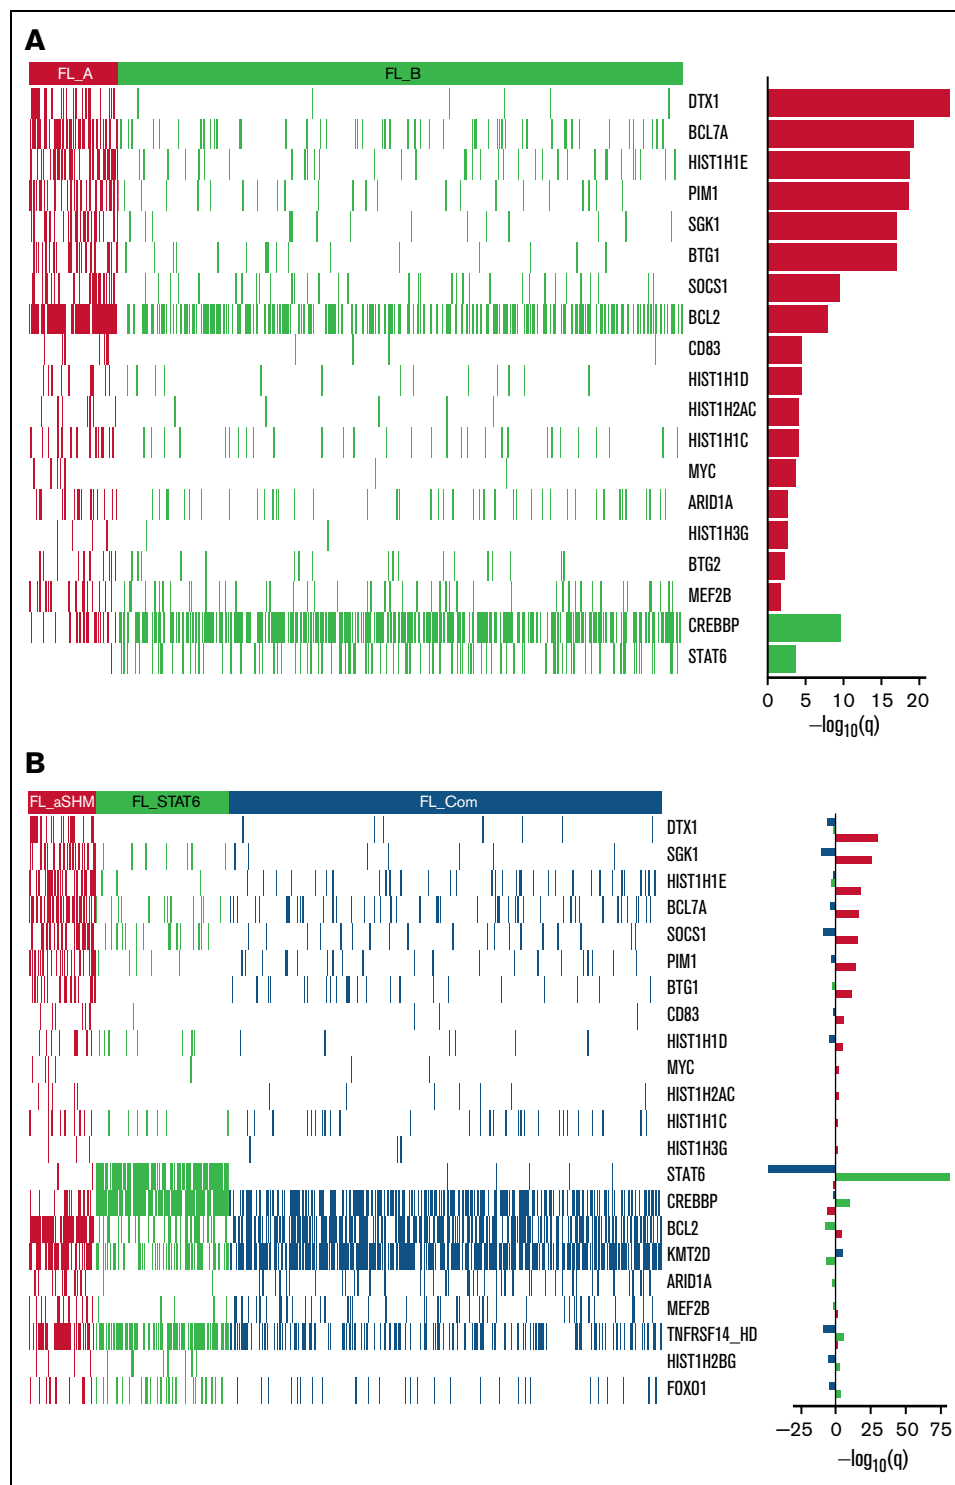 A
FL_A FL_B
DTX1
BCL7A
HIST1H1E
PIM1
SGK1
BTG1
SOCS1
BCL2
CD83
HIST1H1D
HIST1H2AC
HIST1H1C
MYC
ARID1A
HIST1H3G
BTG2
MEF2B
CREBBP
STAT6
0 5 10 15 20
−log10(q)
B
FL_aSHM FL_STAT6 FL_Com
DTX1
SGK1
HIST1H1E
BCL7A
SOCS1
PIM1
BTG1
CD83
HIST1H1D
MYC
HIST1H2AC
HIST1H1C
HIST1H3G
STAT6
CREBBP
BCL2
KMT2D
ARID1A
MEF2B
TNFRSF14_HD
HIST1H2BG
FOXO1
−25 0 25 50 75
−log10(q)